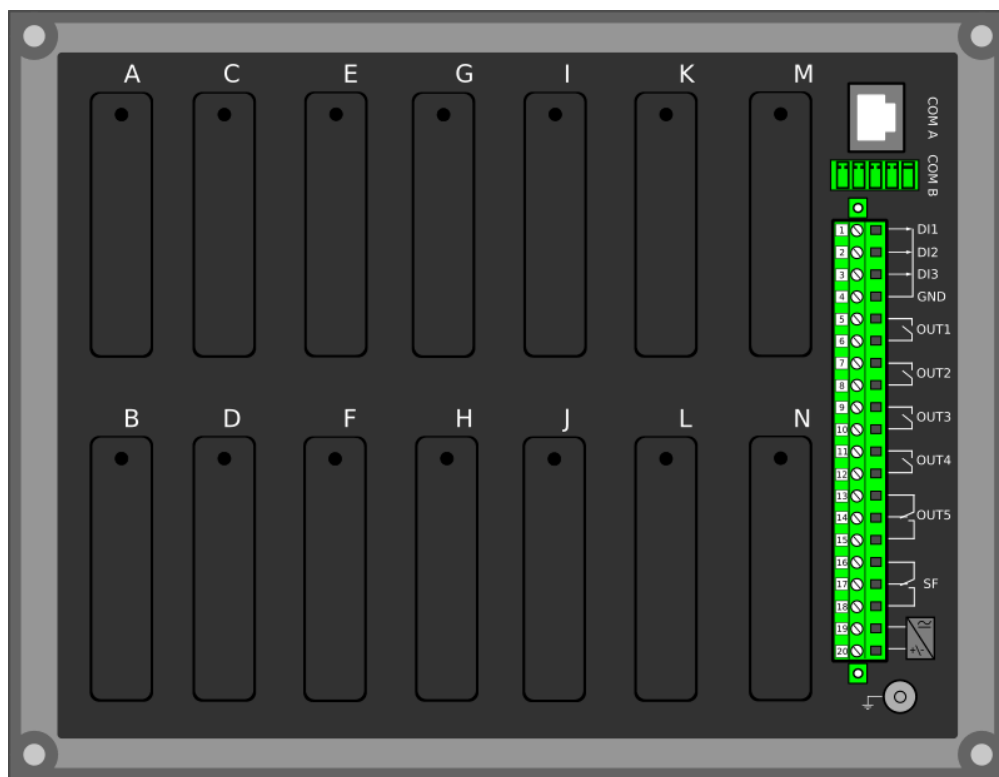 A C E G I K M
COM A
COM B
1 DI1
2 DI2
3 DI3
4 GND
5
OUT1
6
7
OUT2
8
9
OUT3
10
11
OUT4
12
13
14 OUT5
15
16
17 SF
18
19
20 +/-
B D F H J L N